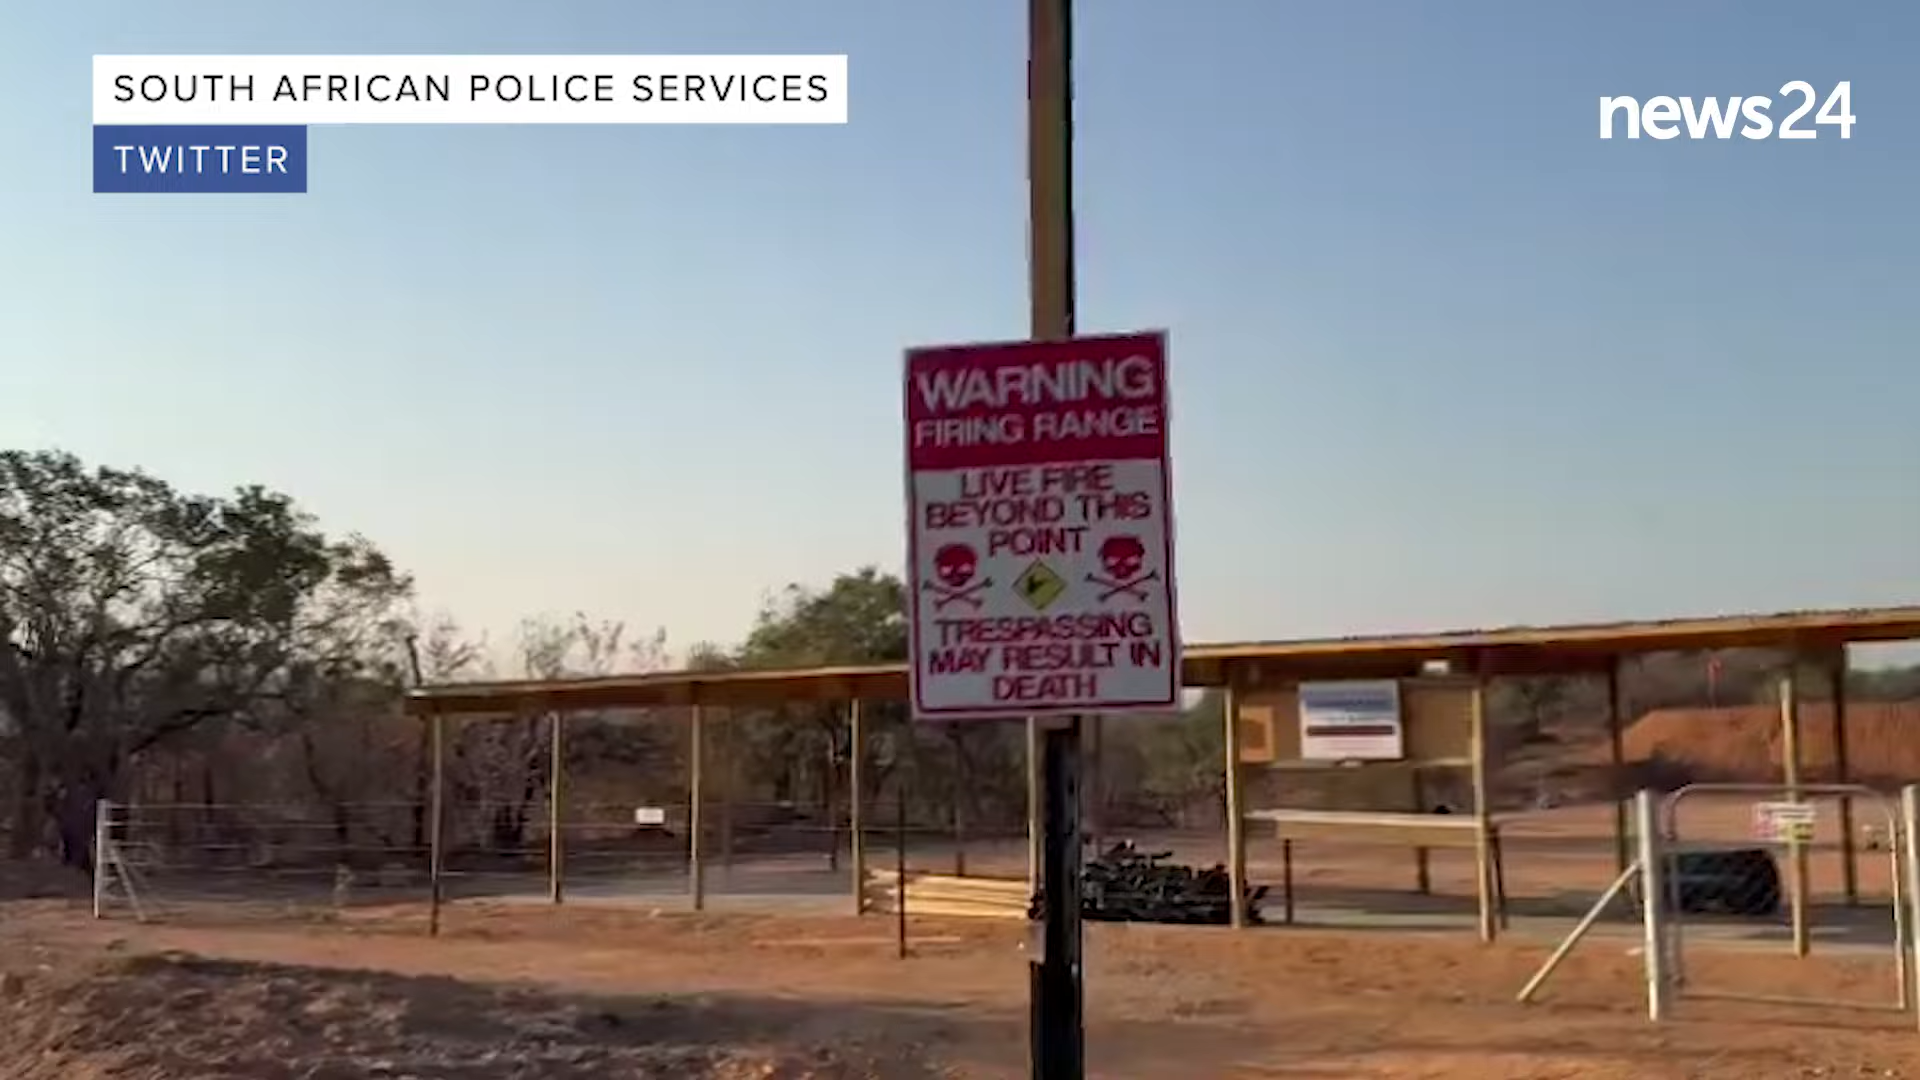 SOUTH AFRICAN POLICE SERVICES
TWITTER
news24
WARNING
FIRING RANGE
LIVE FIRE
BEYOND THIS
POINT
TRESPASSING
MAY RESULT IN
DEATH